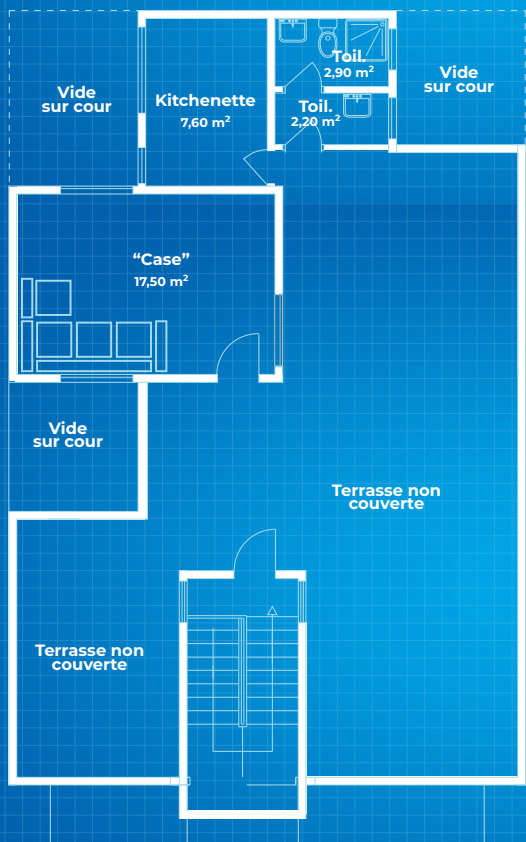 Toil.
2,90 m²
Vide
sur cour
Vide
sur cour
Kitchenette
7,60 m²
Toil.
2,20 m²
“Case”
17,50 m²
Vide
sur cour
Terrasse non
couverte
Terrasse non
couverte